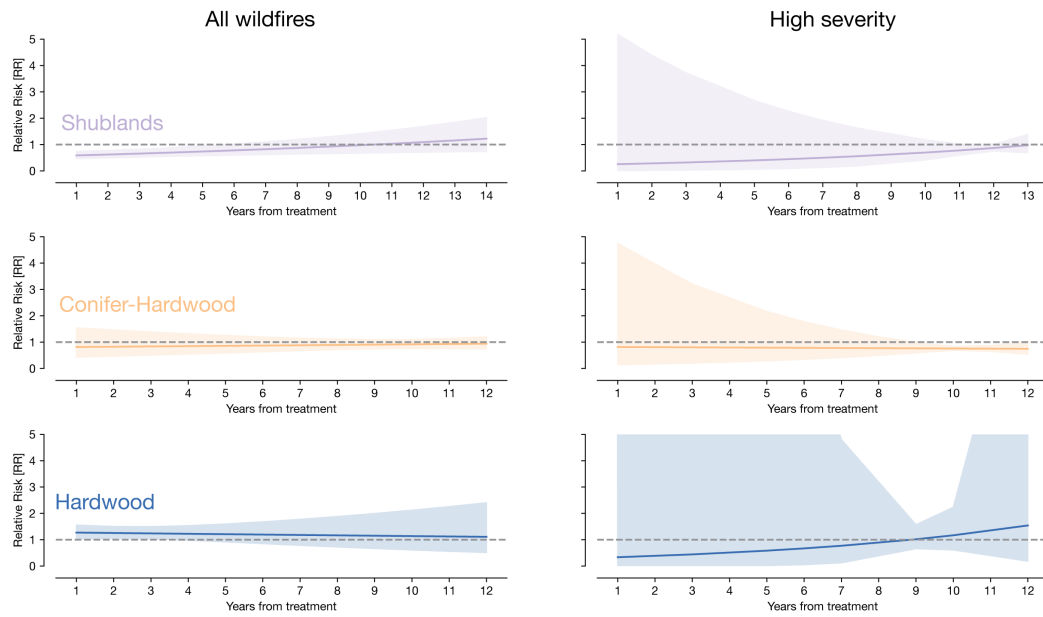 All wildfires
High severity
Relative Risk [RR]
5
4
3
2
1
0
Shublands
1 2 3 4 5 6 7 8 9 10 11 12 13 14
Years from treatment
1 2 3 4 5 6 7 8 9 10 11 12 13
Years from treatment
Relative Risk [RR]
5
4
3
2
1
0
Conifer-Hardwood
1 2 3 4 5 6 7 8 9 10 11 12
Years from treatment
1 2 3 4 5 6 7 8 9 10 11 12
Years from treatment
Relative Risk [RR]
5
4
3
2
1
0
Hardwood
1 2 3 4 5 6 7 8 9 10 11 12
Years from treatment
1 2 3 4 5 6 7 8 9 10 11 12
Years from treatment